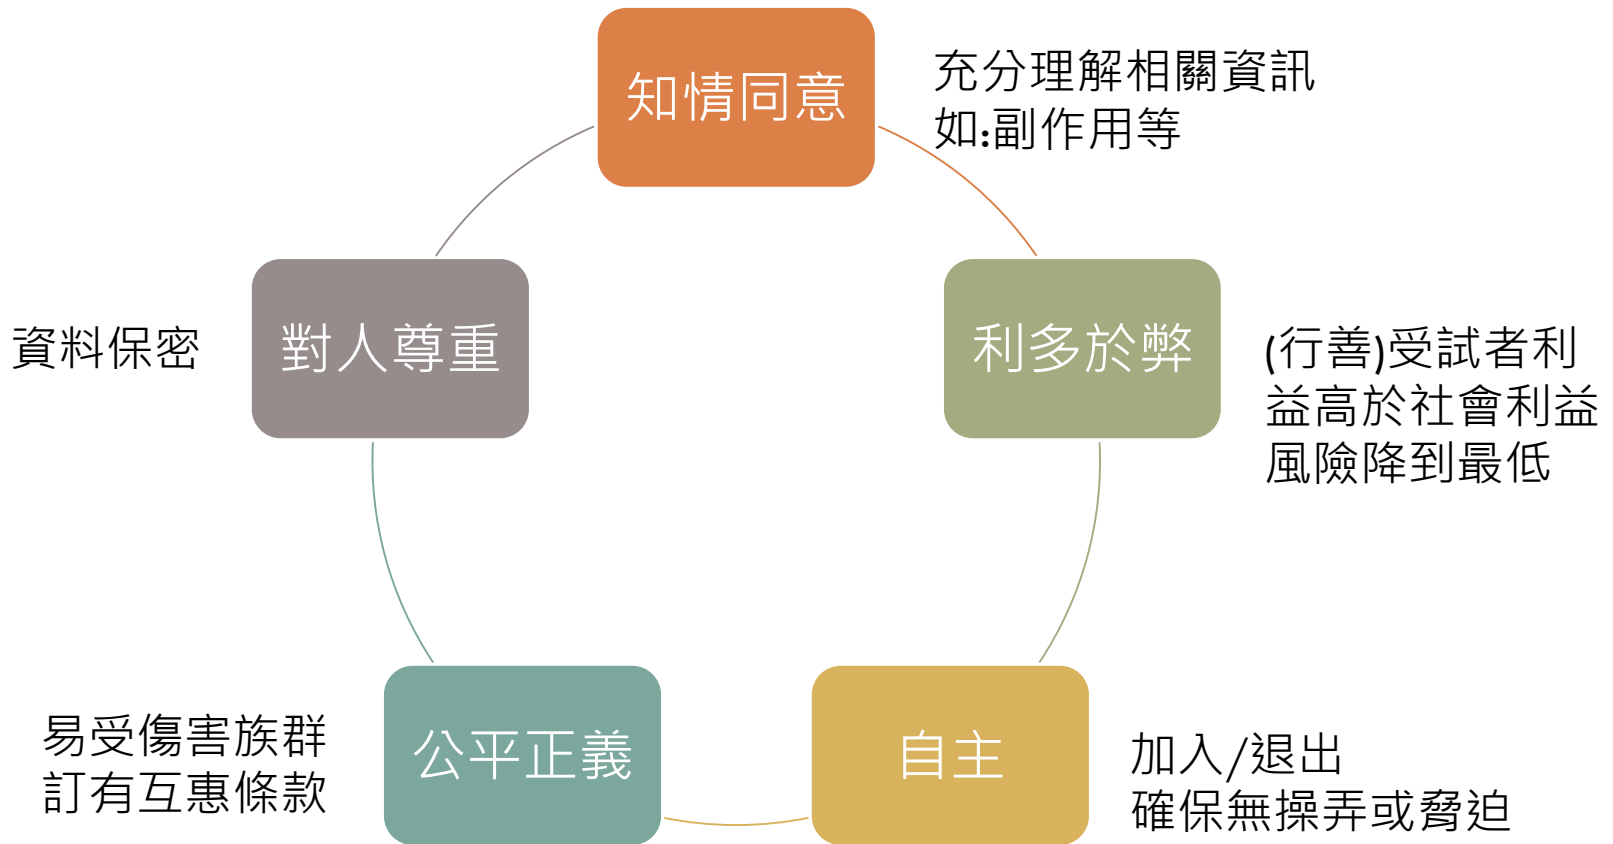 知情同意
充分理解相關資訊
如:副作用等
利多於弊
(行善)受試者利
益高於社會利益
風險降到最低
自主
加入/退出
確保無操弄或脅迫
公平正義
易受傷害族群
訂有互惠條款
對人尊重
資料保密